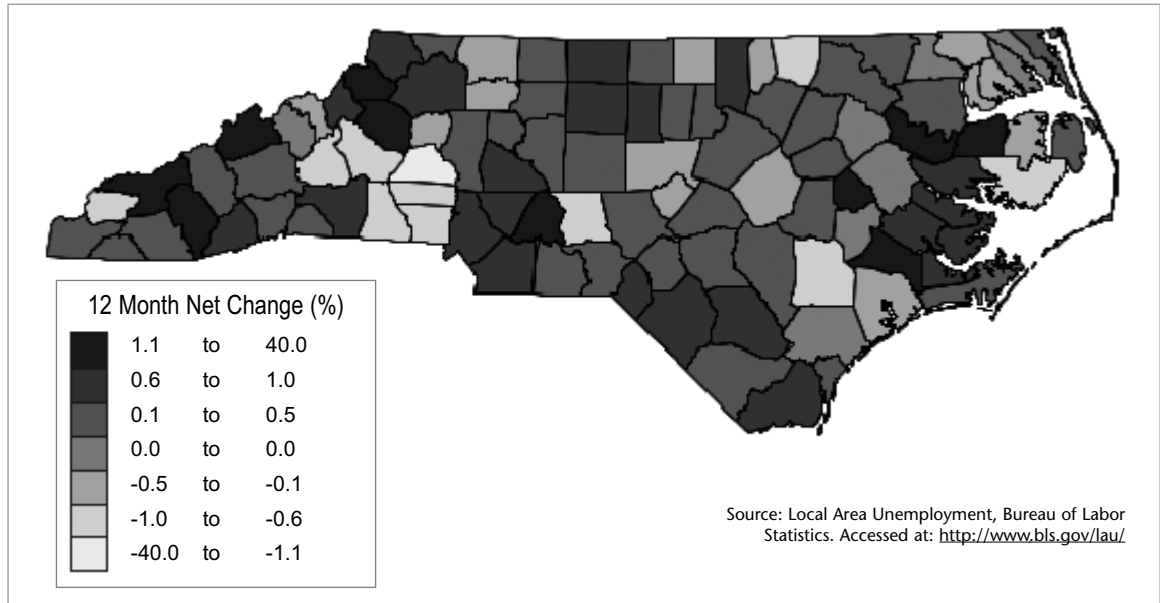 12 Month Net Change (%)
1.1 to 40.0
0.6 to 1.0
0.1 to 0.5
0.0 to 0.0
-0.5 to -0.1
-1.0 to -0.6
-40.0 to -1.1
Source: Local Area Unemployment, Bureau of Labor
Statistics. Accessed at: http://www.bls.gov/lau/